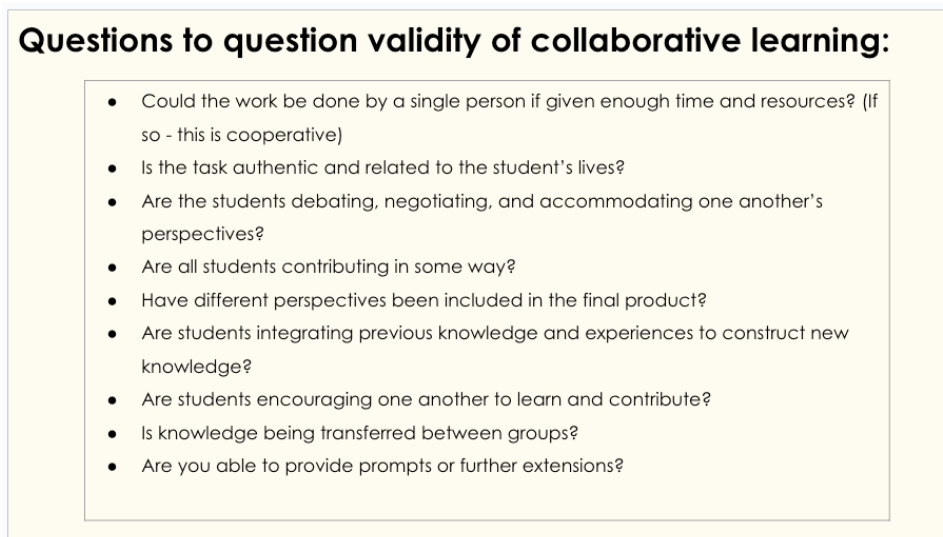 Questions to question validity of collaborative learning:
● Could the work be done by a single person if given enough time and resources? (If
so - this is cooperative)
● Is the task authentic and related to the student’s lives?
● Are the students debating, negotiating, and accommodating one another’s
perspectives?
● Are all students contributing in some way?
● Have different perspectives been included in the final product?
● Are students integrating previous knowledge and experiences to construct new
knowledge?
● Are students encouraging one another to learn and contribute?
● Is knowledge being transferred between groups?
● Are you able to provide prompts or further extensions?